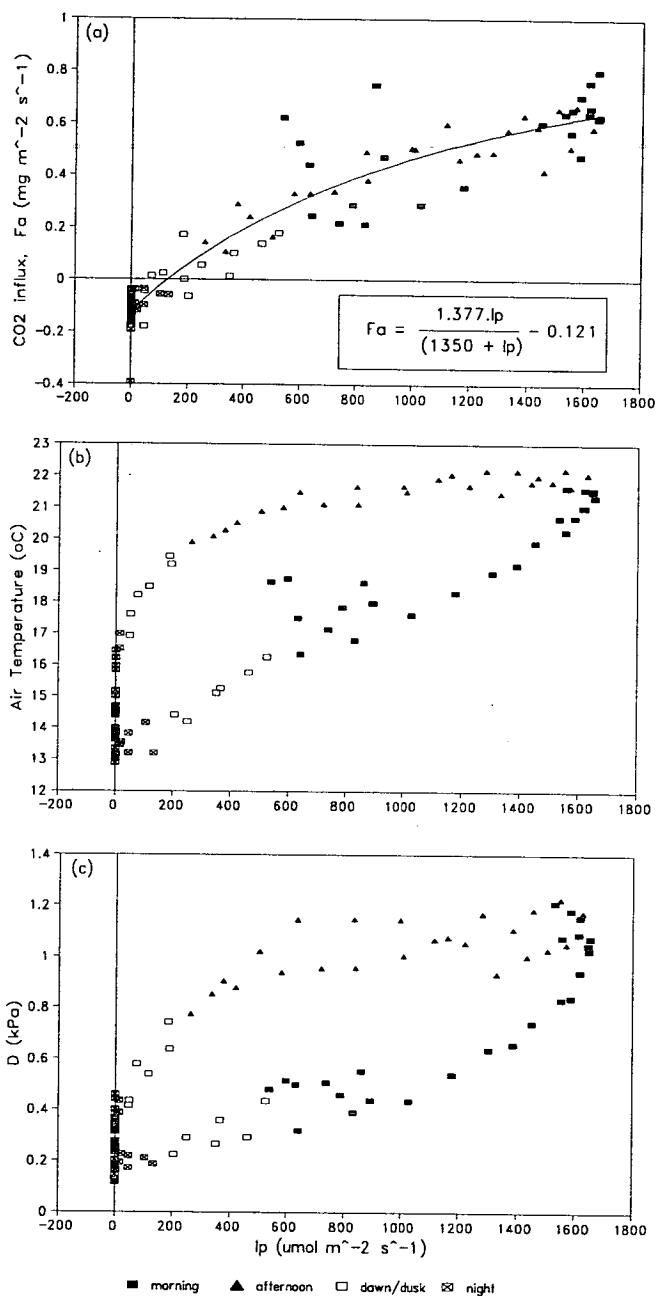 1
(a)
0.8
0.6
0.4
0.2
0
-0.2
-0.4
CO2 influx, Fa (mg m^-2 s^-1)
Fa = 1.377.Ip / (1350 + Ip) - 0.121
-200 0 200 400 600 800 1000 1200 1400 1600 1800
23
(b)
22
21
20
19
18
17
16
15
14
13
12
Air Temperature (oC)
-200 0 200 400 600 800 1000 1200 1400 1600 1800
1.4
(c)
1.2
1
0.8
0.6
0.4
0.2
0
D (kPa)
-200 0 200 400 600 800 1000 1200 1400 1600 1800
Ip (umol m^-2 s^-1)
morning afternoon dawn/dusk night